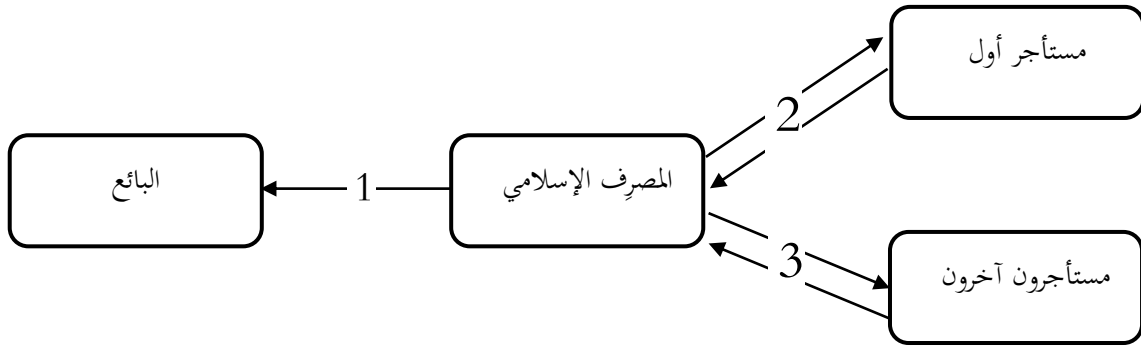 مستأجر أول
2
المصرِف الإسلامي
1
البائع
3
مستأجرون آخرون